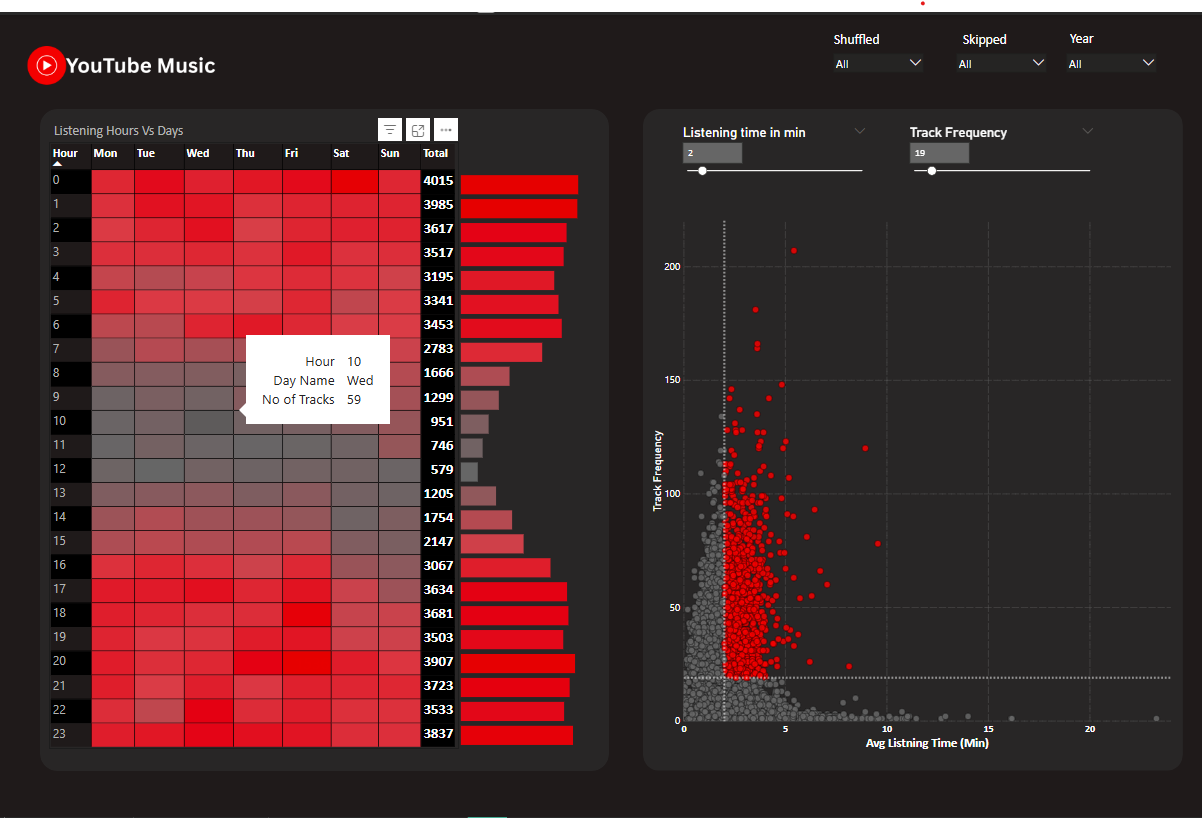 YouTube Music
Shuffled Skipped Year
All All All
Listening Hours Vs Days
Hour Mon Tue Wed Thu Fri Sat Sun Total
0 4015
1 3985
2 3617
3 3517
4 3195
5 3341
6 3453
7 2783
8 1666
9 1299
10 951
11 746
12 579
13 1205
14 1754
15 2147
16 3067
17 3634
18 3681
19 3503
20 3907
21 3723
22 3533
23 3837
Hour 10
Day Name Wed
No of Tracks 59
Listening time in min Track Frequency
2 19
Track Frequency
200
150
100
50
0
0 5 10 15 20
Avg Listning Time (Min)